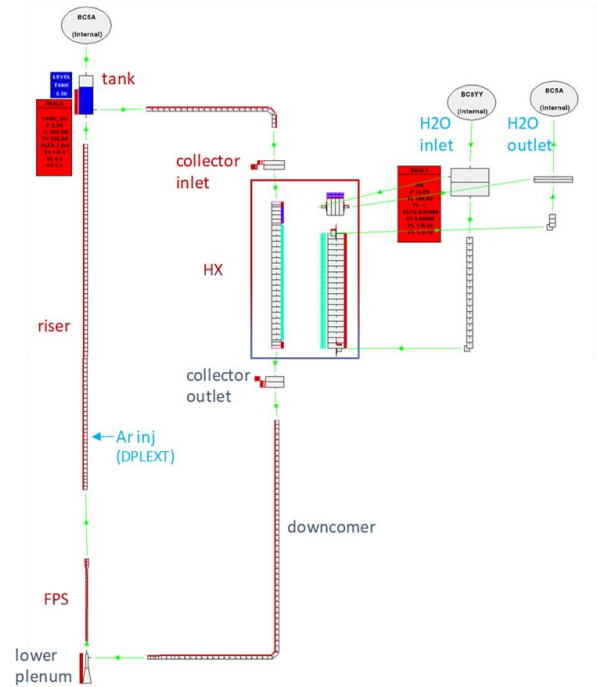 BC5A
(Internal)
LEVEL
TANK
0.50
tank
BC5YY
(Internal)
BC5A
(Internal)
H2O
inlet
H2O
outlet
collector
inlet
HX
riser
collector
outlet
Ar inj
(DPLEXT)
downcomer
FPS
lower
plenum